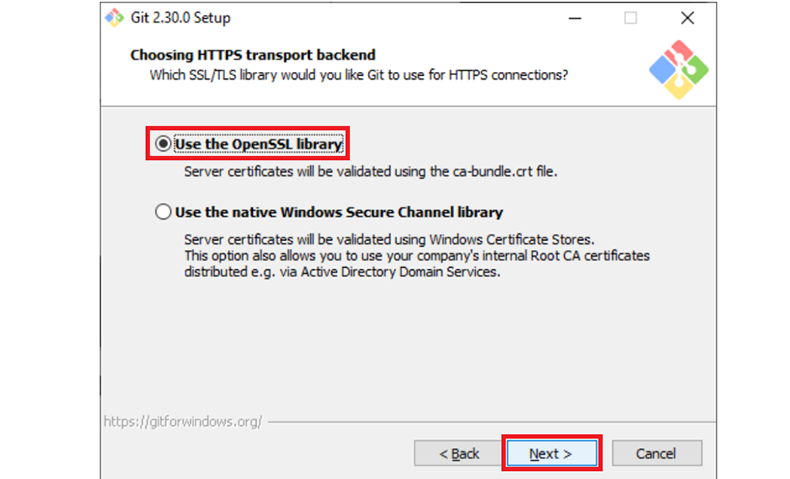 Git 2.30.0 Setup
Choosing HTTPS transport backend
Which SSL/TLS library would you like Git to use for HTTPS connections?
Use the OpenSSL library
Server certificates will be validated using the ca-bundle.crt file.
Use the native Windows Secure Channel library
Server certificates will be validated using Windows Certificate Stores.
This option also allows you to use your company's internal Root CA certificates
distributed e.g. via Active Directory Domain Services.
https://gitforwindows.org/
< Back
Next >
Cancel